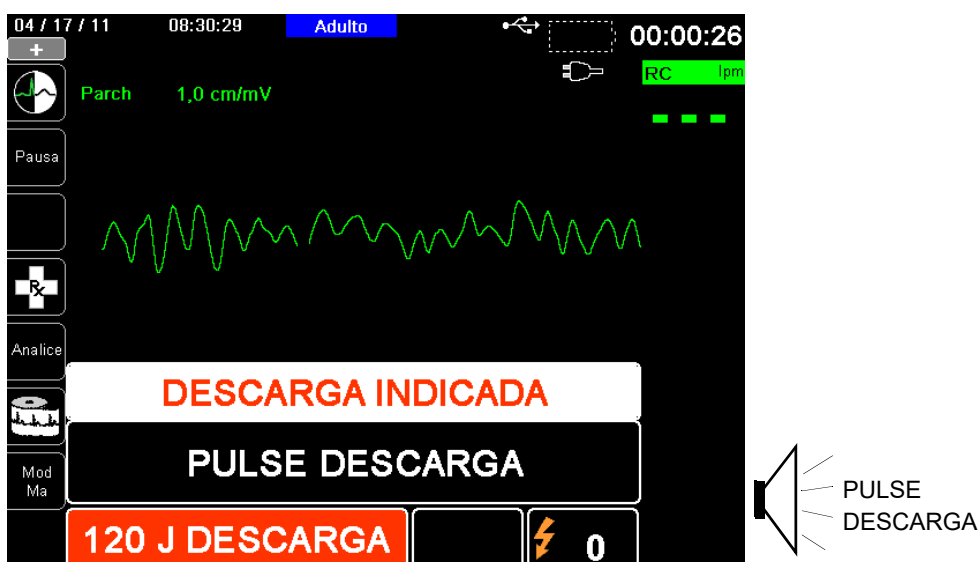 04 / 17 / 11 08:30:29 Adulto 00:00:26
+
RC lpm
Parch 1,0 cm/mV
- - -
Pausa
Rx
Analice
DESCARGA INDICADA
PULSE DESCARGA
Mod
Ma
120 J DESCARGA 0
PULSE
DESCARGA